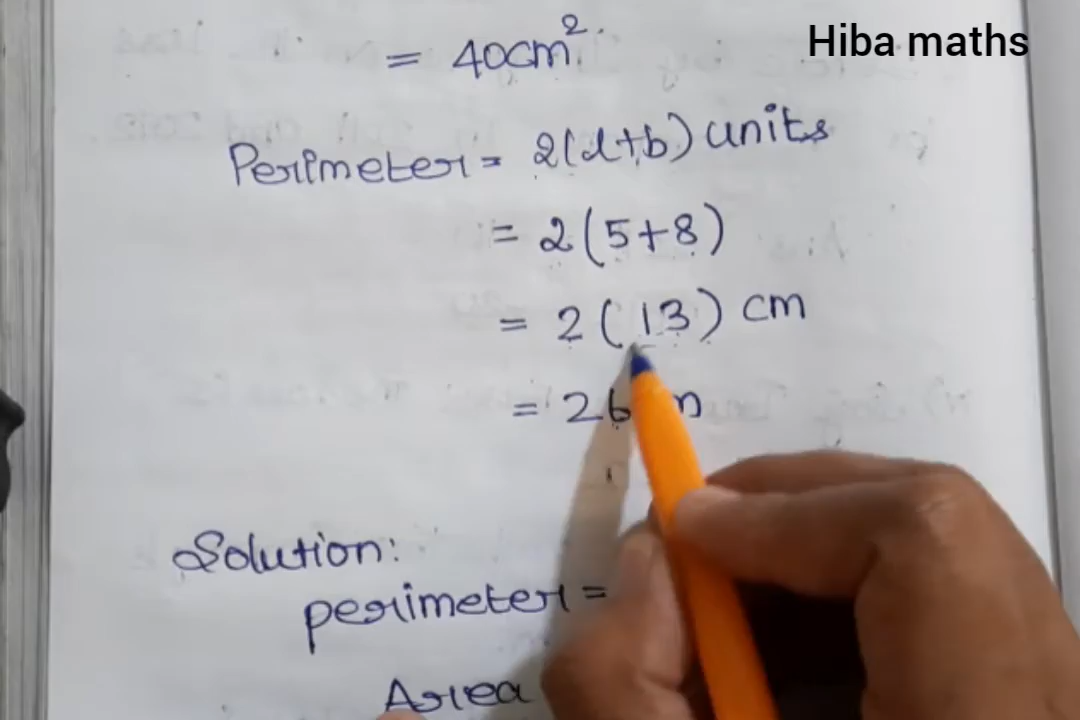 Hiba maths
= 40cm².
Perimeter = 2(l+b) units
= 2(5+8)
= 2(13) cm
= 26
Solution:
perimeter =
Area